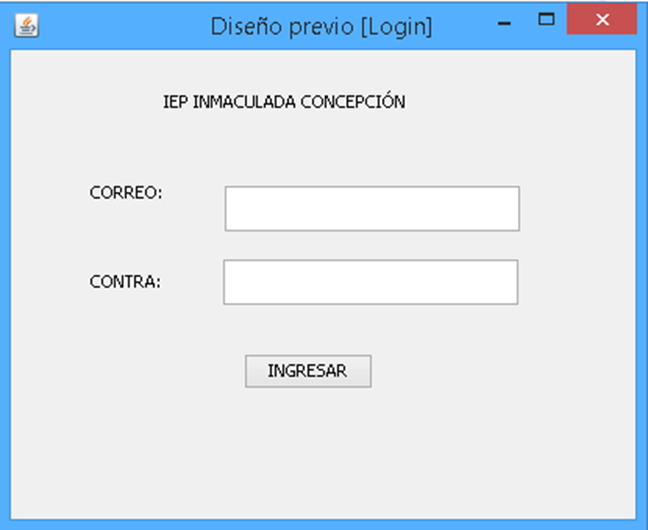 Diseño previo [Login]
IEP INMACULADA CONCEPCIÓN
CORREO:
CONTRA:
INGRESAR